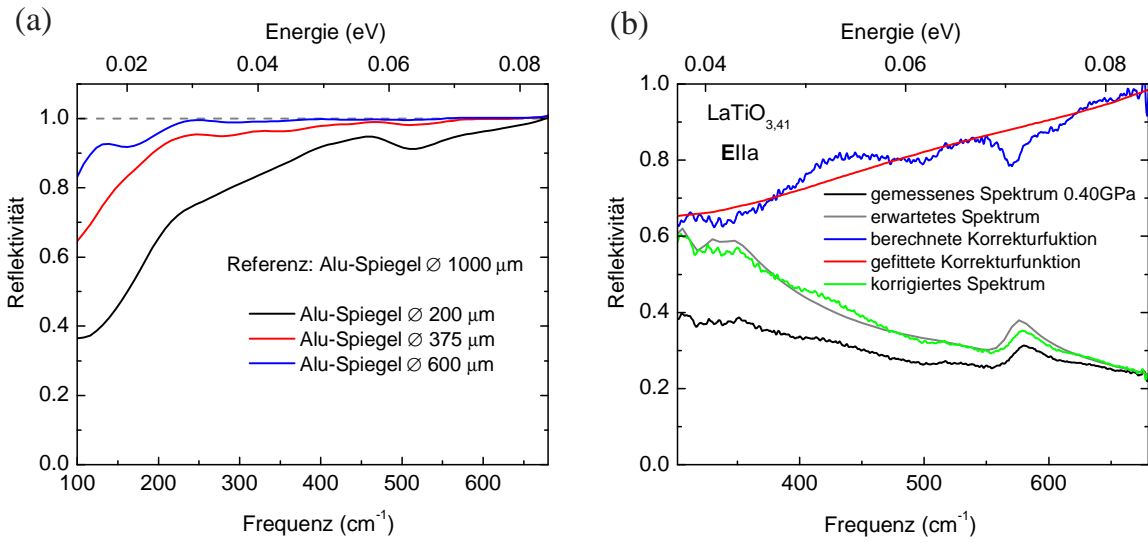 (a)
Energie (eV)
0.02 0.04 0.06 0.08
Reflektivität
1.0
0.8
0.6
0.4
0.2
0.0
Referenz: Alu-Spiegel ∅ 1000 μm
Alu-Spiegel ∅ 200 μm
Alu-Spiegel ∅ 375 μm
Alu-Spiegel ∅ 600 μm
100 200 300 400 500 600
Frequenz (cm⁻¹)
(b)
Energie (eV)
0.04 0.06 0.08
Reflektivität
1.0
0.8
0.6
0.4
0.2
0.0
LaTiO3,41
EIIa
gemessenes Spektrum 0.40GPa
erwartetes Spektrum
berechnete Korrekturfuktion
gefittete Korrekturfunktion
korrigiertes Spektrum
400 500 600
Frequenz (cm⁻¹)